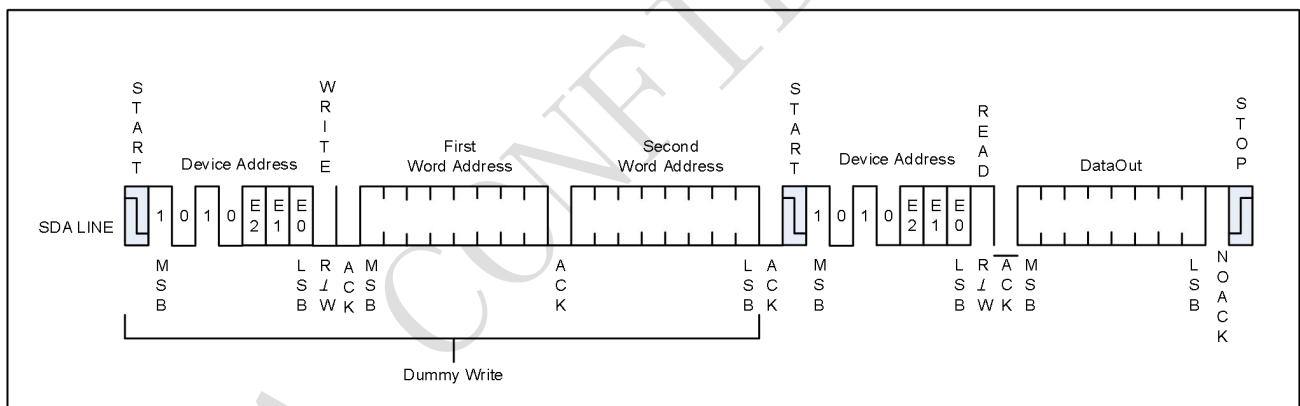 CONFI
START
WRITE
START
READ
STOP
Device Address
First
Word Address
Second
Word Address
Device Address
DataOut
SDA LINE
1 0 1 0 E2 E1 E0
1 0 1 0 E2 E1 E0
MSB
LSB
R/W
ACK
MSB
ACK
LSB
ACK
MSB
LSB
R/W
ACK
MSB
LSB
NOACK
Dummy Write